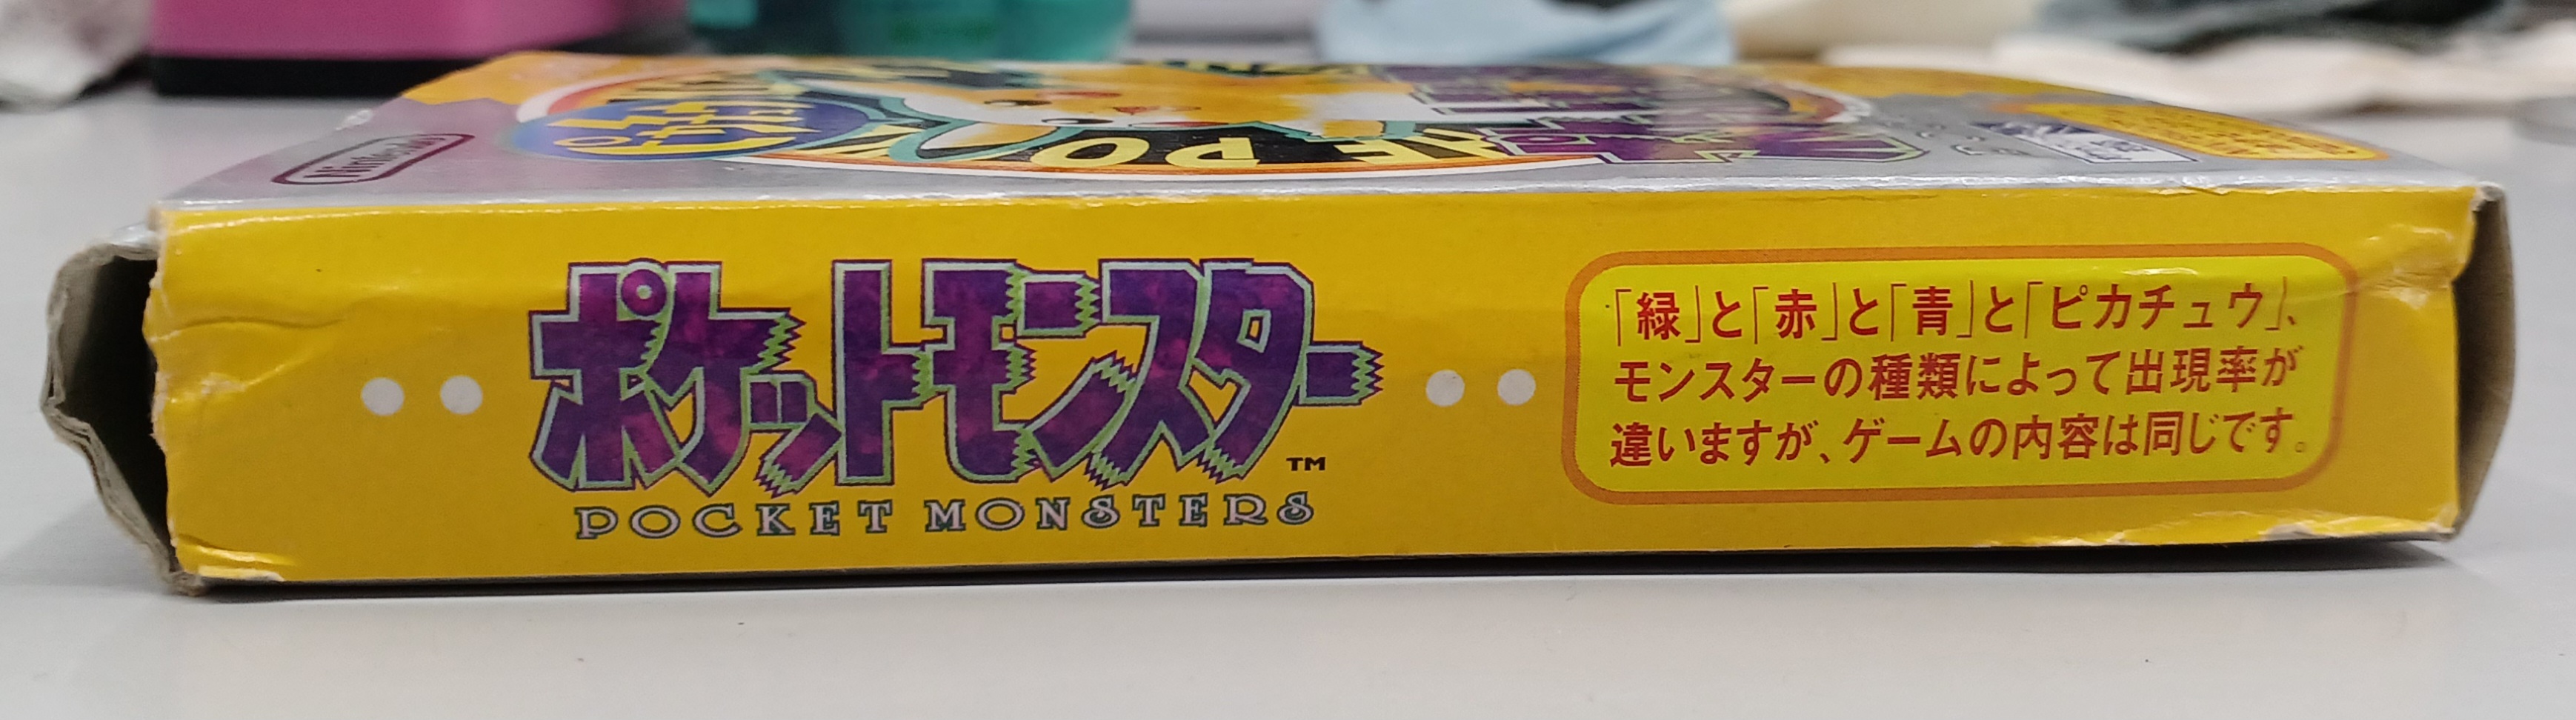 Nintendo
ポケットモンスター
TM
POCKET MONSTERS
「緑」と「赤」と「青」と「ピカチュウ」、
モンスターの種類によって出現率が
違いますが、ゲームの内容は同じです。